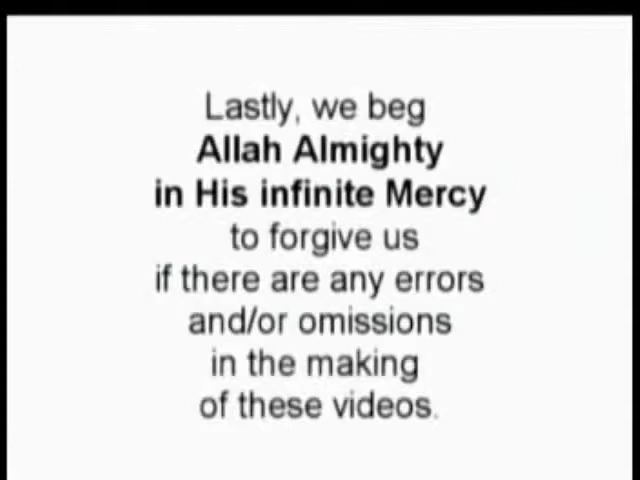 Lastly, we beg
Allah Almighty
in His infinite Mercy
to forgive us
if there are any errors
and/or omissions
in the making
of these videos.